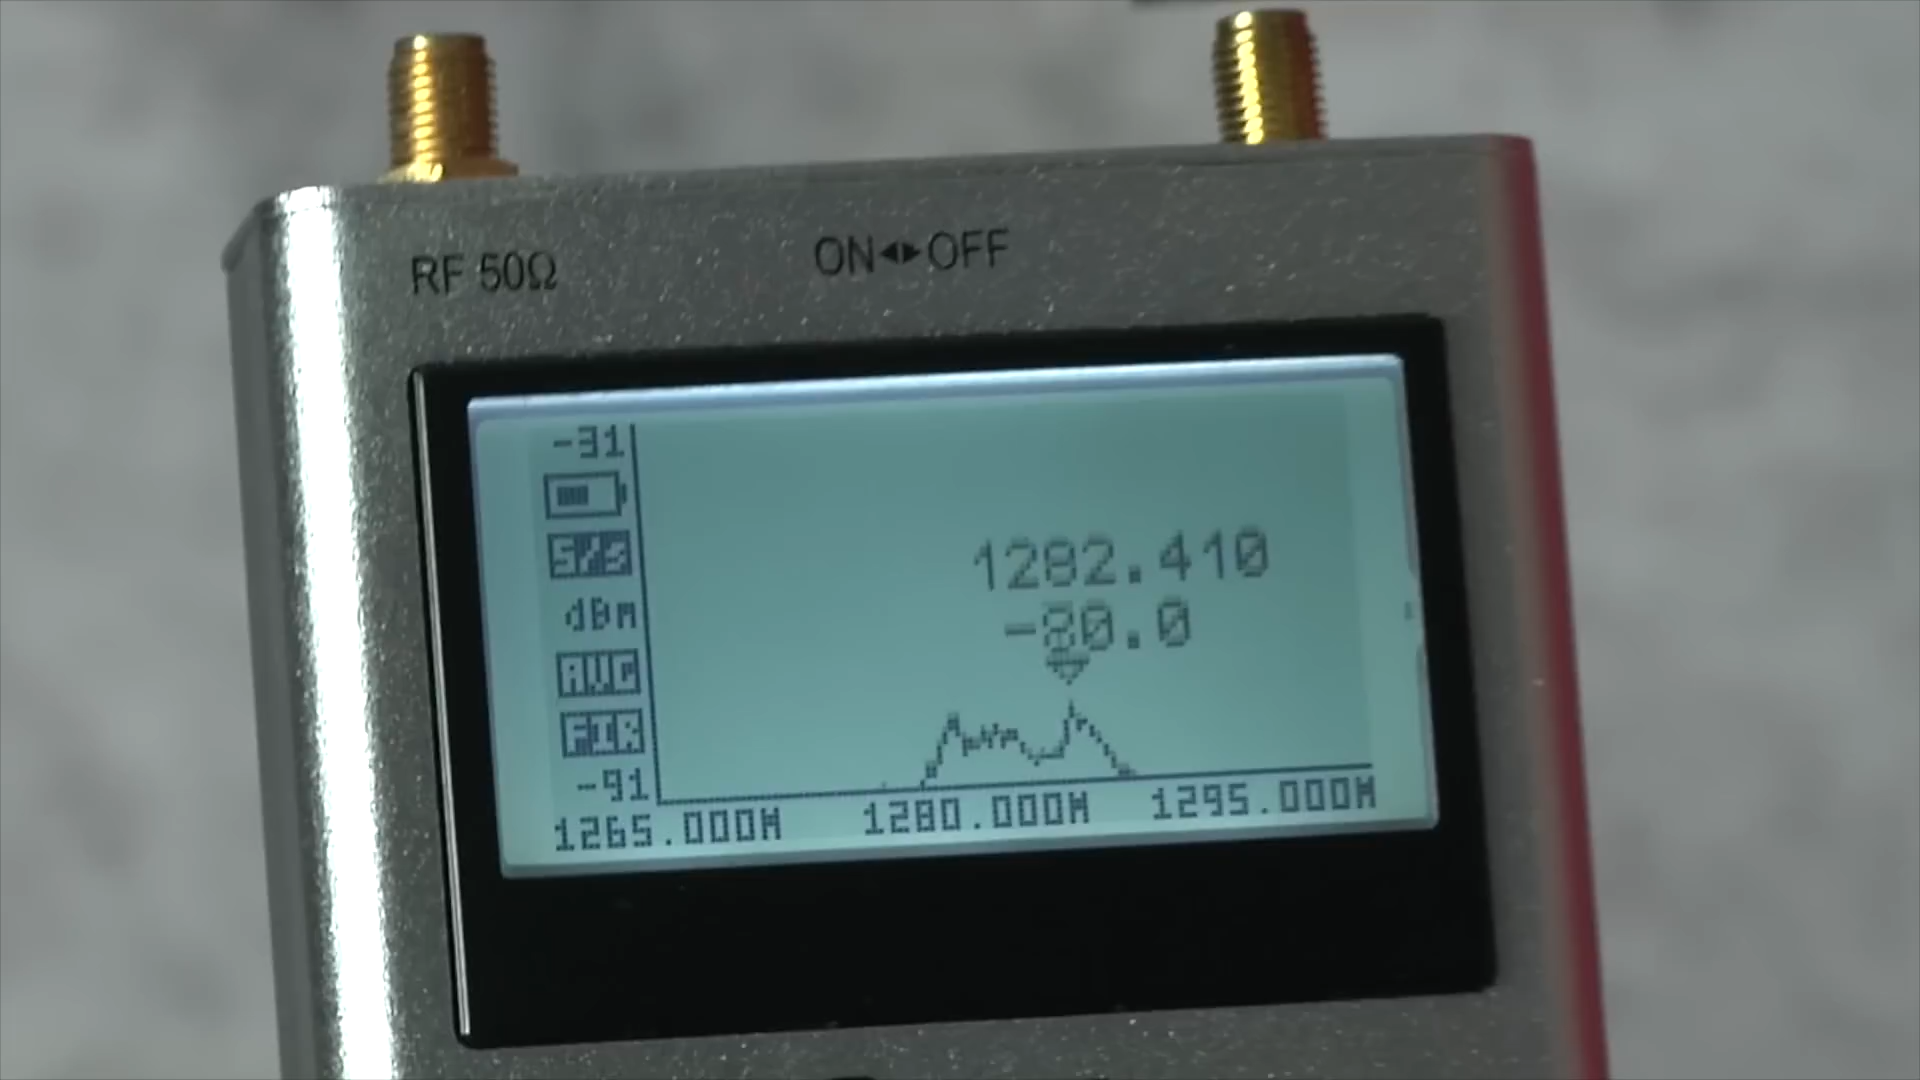 RF 50Ω
ON◄►OFF
-31
S/s
1282.410
dBm
-80.0
AVG
FIR
-91
1265.000M 1280.000M 1295.000M